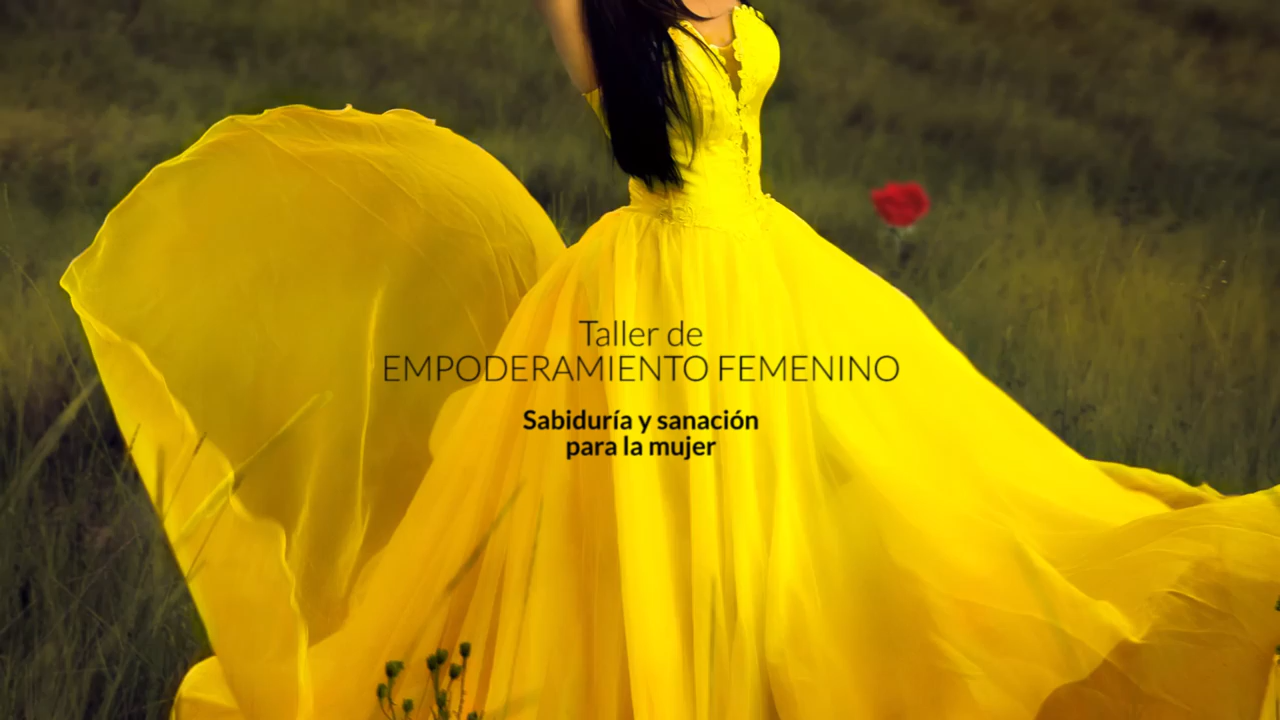 Taller de
EMPODERAMIENTO FEMENINO
Sabiduría y sanación
para la mujer